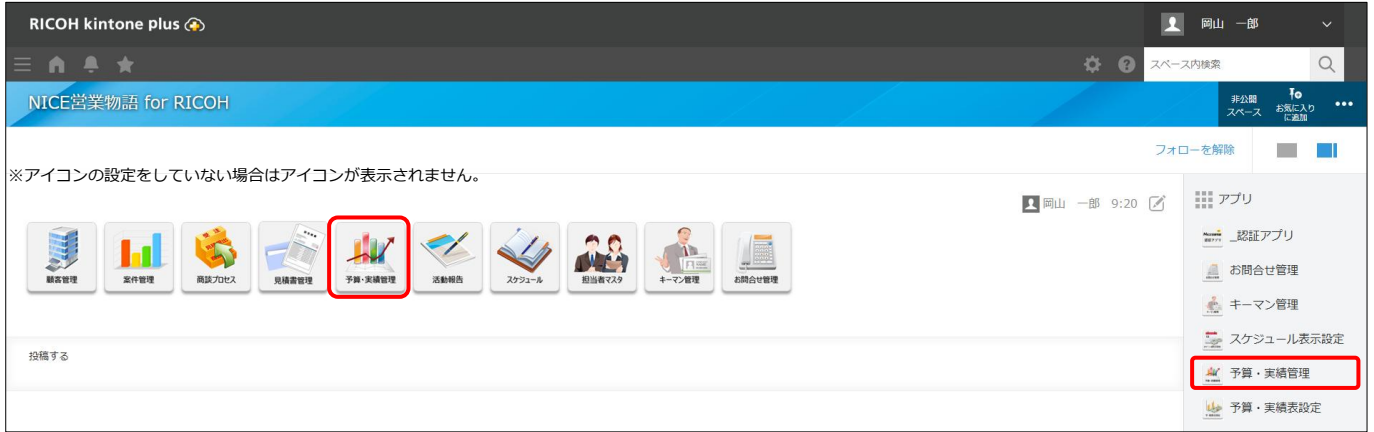 RICOH kintone plus
岡山　一郎
スペース内検索
NICE営業物語 for RICOH
非公開
スペース
お気に入り
に追加
フォローを解除
※アイコンの設定をしていない場合はアイコンが表示されません。
岡山　一郎 9:20
顧客管理
案件管理
商談プロセス
見積書管理
予算・実績管理
活動報告
スケジュール
担当者マスタ
キーマン管理
お問合せ管理
投稿する
アプリ
_認証アプリ
お問合せ管理
キーマン管理
スケジュール表示設定
予算・実績管理
予算・実績表設定